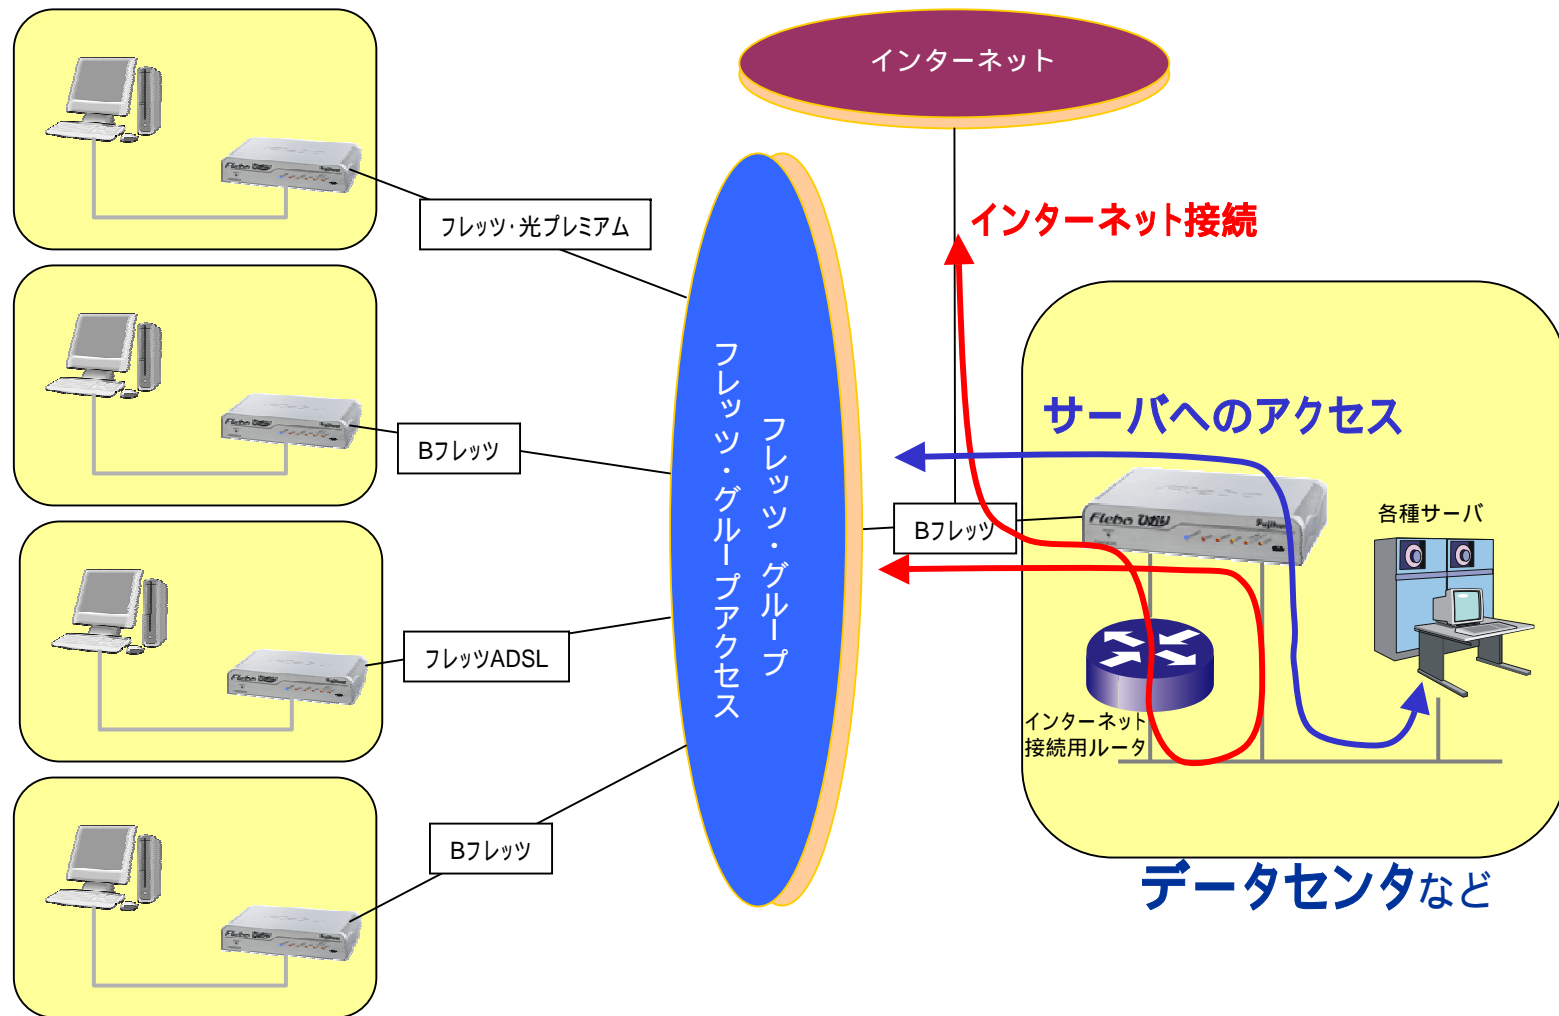 インターネット
インターネット接続
フレッツ・光プレミアム
Bフレッツ
フレッツADSL
Bフレッツ
フレッツ・グループ
フレッツ・グループアクセス
Bフレッツ
サーバへのアクセス
Flebo ひかり
各種サーバ
インターネット
接続用ルータ
データセンタなど